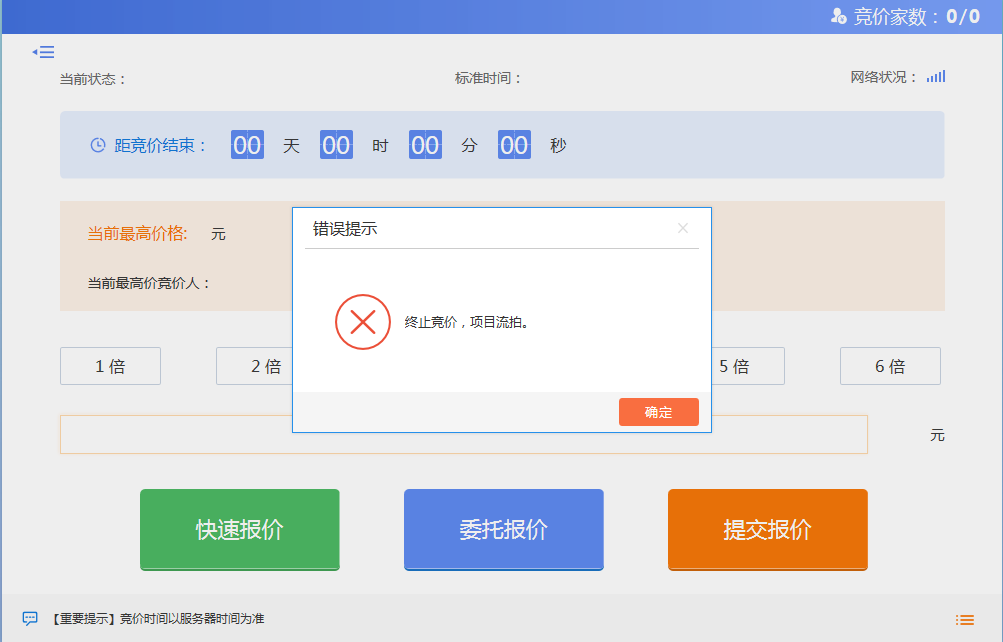 竞价家数：0/0
当前状态： 标准时间： 网络状况：
距竞价结束： 00 天 00 时 00 分 00 秒
当前最高价格: 元
当前最高价竞价人：
错误提示
终止竞价，项目流拍。
确定
1 倍 2 倍 5 倍 6 倍
元
快速报价 委托报价 提交报价
【重要提示】竞价时间以服务器时间为准